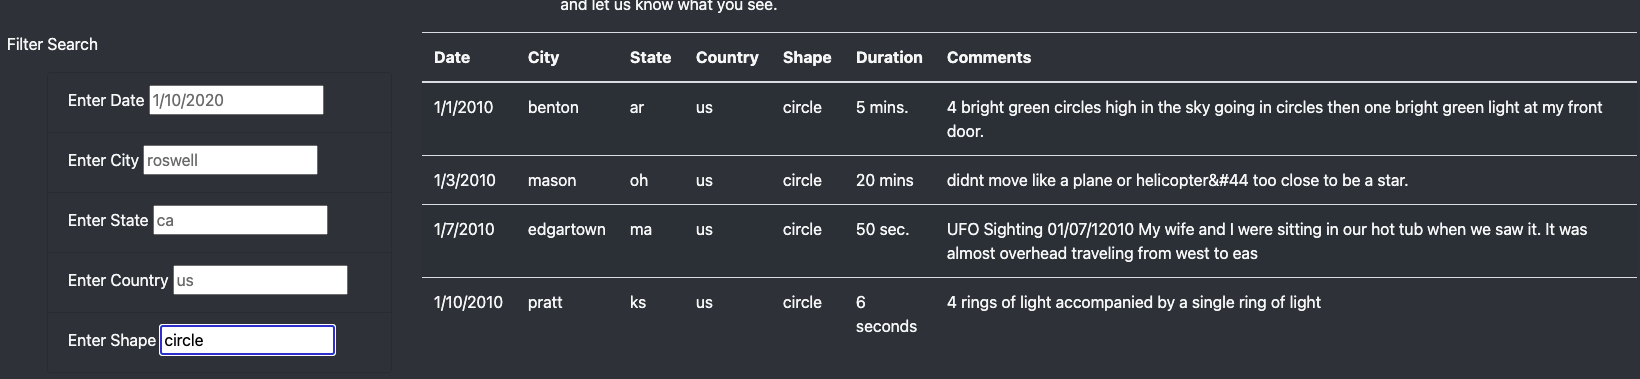 and let us know what you see.
Filter Search
Enter Date 1/10/2020
Enter City roswell
Enter State ca
Enter Country us
Enter Shape circle
Date City State Country Shape Duration Comments
1/1/2010 benton ar us circle 5 mins. 4 bright green circles high in the sky going in circles then one bright green light at my front
door.
1/3/2010 mason oh us circle 20 mins didnt move like a plane or helicopter&#44 too close to be a star.
1/7/2010 edgartown ma us circle 50 sec. UFO Sighting 01/07/12010 My wife and I were sitting in our hot tub when we saw it. It was
almost overhead traveling from west to eas
1/10/2010 pratt ks us circle 6 4 rings of light accompanied by a single ring of light
seconds